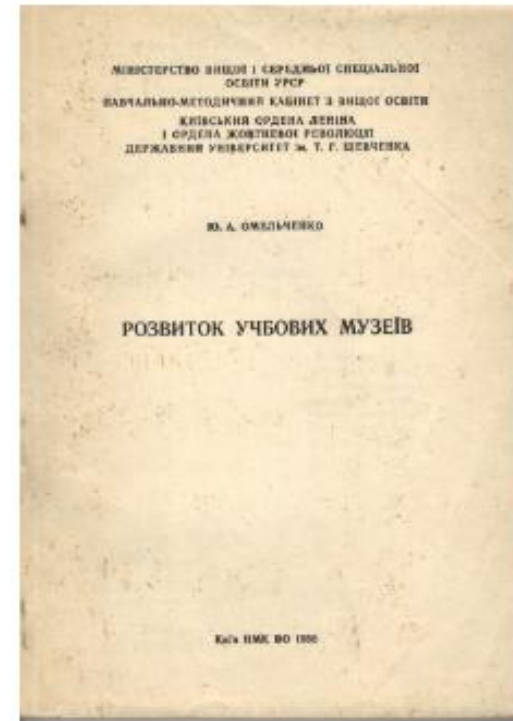 МІНІСТЕРСТВО ВИЩОЇ І СЕРЕДНЬОЇ СПЕЦІАЛЬНОЇ
ОСВІТИ УРСР
НАВЧАЛЬНО-МЕТОДИЧНИЙ КАБІНЕТ З ВИЩОЇ ОСВІТИ
КИЇВСЬКИЙ ОРДЕНА ЛЕНІНА
І ОРДЕНА ЖОВТНЕВОЇ РЕВОЛЮЦІЇ
ДЕРЖАВНИЙ УНІВЕРСИТЕТ ім. Т. Г. ШЕВЧЕНКА
Ю. А. ОМЕЛЬЧЕНКО
РОЗВИТОК УЧБОВИХ МУЗЕЇВ
Київ НМК ВО